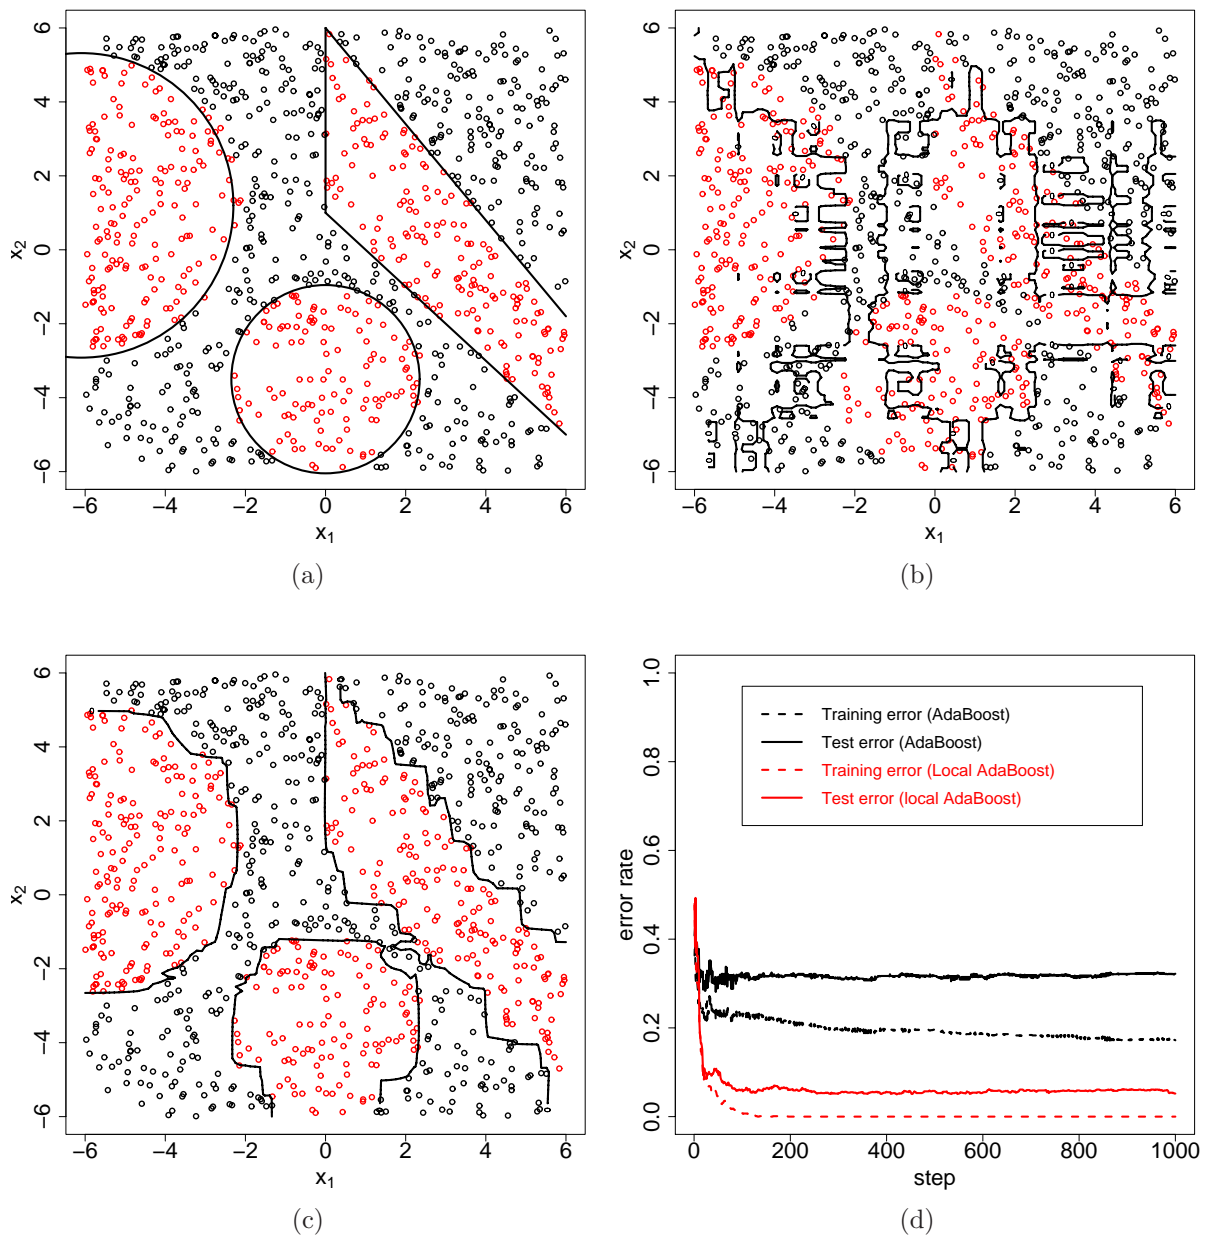 6
4
2
0
−2
−4
−6
x2
−6 −4 −2 0 2 4 6
x1
(a)
6
4
2
0
−2
−4
−6
x2
−6 −4 −2 0 2 4 6
x1
(b)
6
4
2
0
−2
−4
−6
x2
−6 −4 −2 0 2 4 6
x1
(c)
1.0
0.8
0.6
0.4
0.2
0.0
error rate
Training error (AdaBoost)
Test error (AdaBoost)
Training error (Local AdaBoost)
Test error (local AdaBoost)
0 200 400 600 800 1000
step
(d)